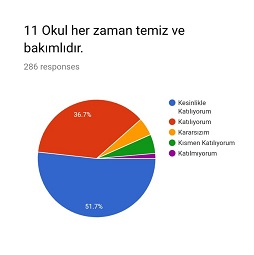 11 Okul her zaman temiz ve
bakımlıdır.
286 responses
36.7%
51.7%
Kesinlikle
Katılıyorum
Katılıyorum
Kararsızım
Kısmen Katılıyorum
Katılmıyorum